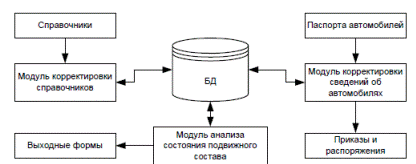 Справочники
Паспорта автомобилей
Модуль корректировки
справочников
БД
Модуль корректировки
сведений об
автомобилях
Выходные формы
Модуль анализа
состояния подвижного
состава
Приказы и
распоряжения